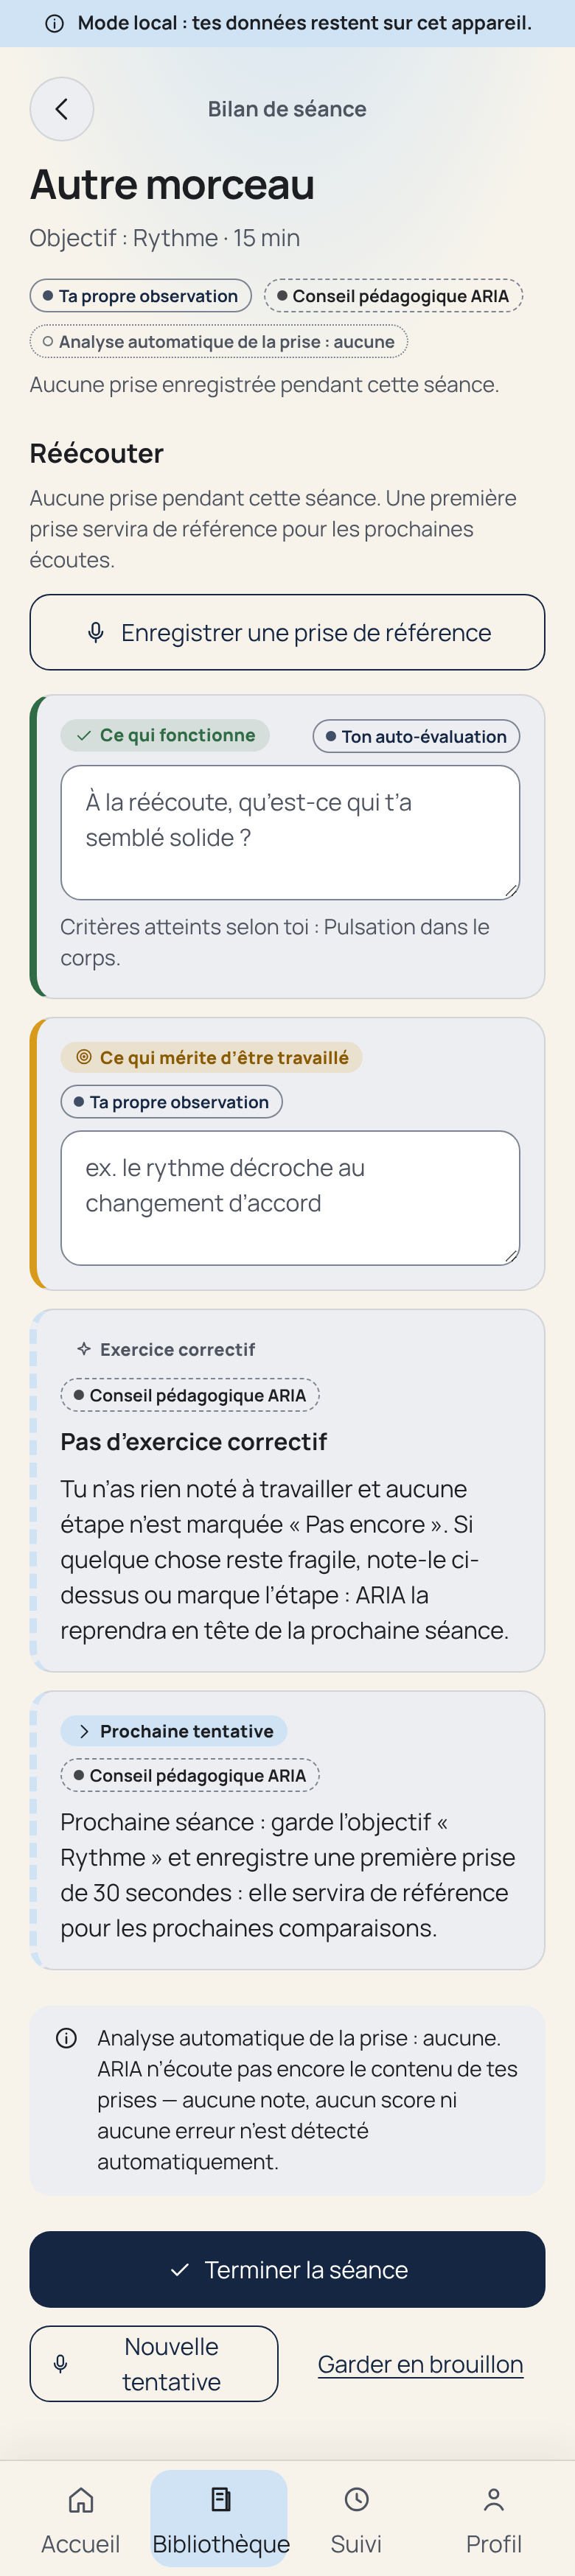 Mode local : tes données restent sur cet appareil.
Bilan de séance
Autre morceau
Objectif : Rythme · 15 min
Ta propre observation
Conseil pédagogique ARIA
Analyse automatique de la prise : aucune
Aucune prise enregistrée pendant cette séance.
Réécouter
Aucune prise pendant cette séance. Une première
prise servira de référence pour les prochaines
écoutes.
Enregistrer une prise de référence
Ce qui fonctionne
Ton auto-évaluation
À la réécoute, qu’est-ce qui t’a
semblé solide ?
Critères atteints selon toi : Pulsation dans le
corps.
Ce qui mérite d’être travaillé
Ta propre observation
ex. le rythme décroche au
changement d’accord
Exercice correctif
Conseil pédagogique ARIA
Pas d’exercice correctif
Tu n’as rien noté à travailler et aucune
étape n’est marquée « Pas encore ». Si
quelque chose reste fragile, note-le ci-
dessus ou marque l’étape : ARIA la
reprendra en tête de la prochaine séance.
Prochaine tentative
Conseil pédagogique ARIA
Prochaine séance : garde l’objectif «
Rythme » et enregistre une première prise
de 30 secondes : elle servira de référence
pour les prochaines comparaisons.
Analyse automatique de la prise : aucune.
ARIA n’écoute pas encore le contenu de tes
prises — aucune note, aucun score ni
aucune erreur n’est détecté
automatiquement.
Terminer la séance
Nouvelle
tentative
Garder en brouillon
Accueil
Bibliothèque
Suivi
Profil